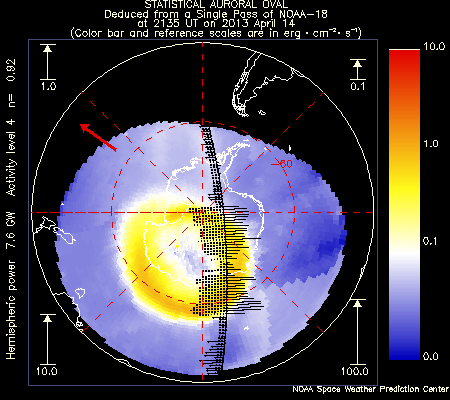 STATISTICAL AURORAL OVAL
Deduced from a Single Pass of NOAA-18
at 2135 UT on 2013 April 14
(Color bar and reference scales are in erg · cm⁻² · s⁻¹)
Hemispheric power 7.6 GW Activity level 4 n= 0.92
1.0
0.1
-60
10.0
100.0
10.0
1.0
0.1
0.0
NOAA Space Weather Prediction Center